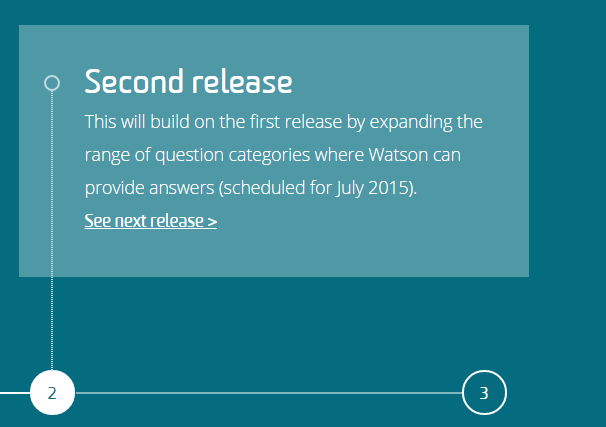 Second release
This will build on the first release by expanding the
range of question categories where Watson can
provide answers (scheduled for July 2015).
See next release >
2
3